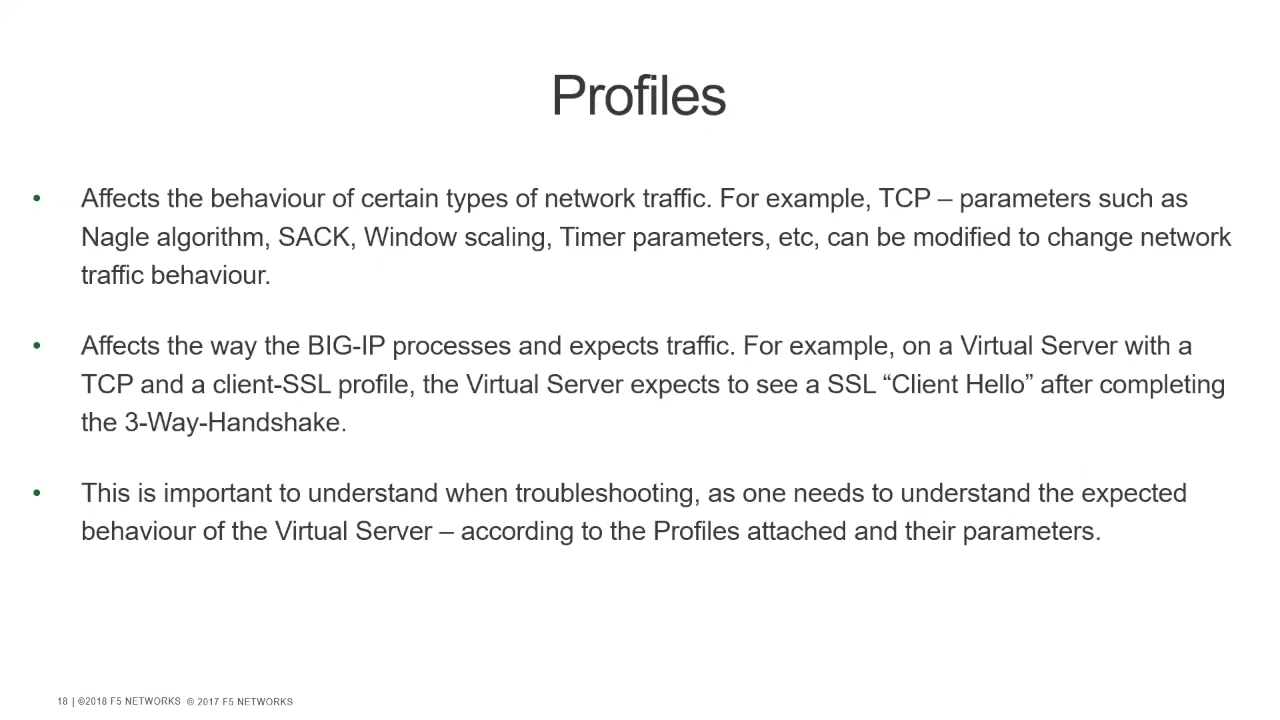 Profiles
• Affects the behaviour of certain types of network traffic. For example, TCP – parameters such as
Nagle algorithm, SACK, Window scaling, Timer parameters, etc, can be modified to change network
traffic behaviour.
• Affects the way the BIG-IP processes and expects traffic. For example, on a Virtual Server with a
TCP and a client-SSL profile, the Virtual Server expects to see a SSL “Client Hello” after completing
the 3-Way-Handshake.
• This is important to understand when troubleshooting, as one needs to understand the expected
behaviour of the Virtual Server – according to the Profiles attached and their parameters.
18 | ©2018 F5 NETWORKS © 2017 F5 NETWORKS